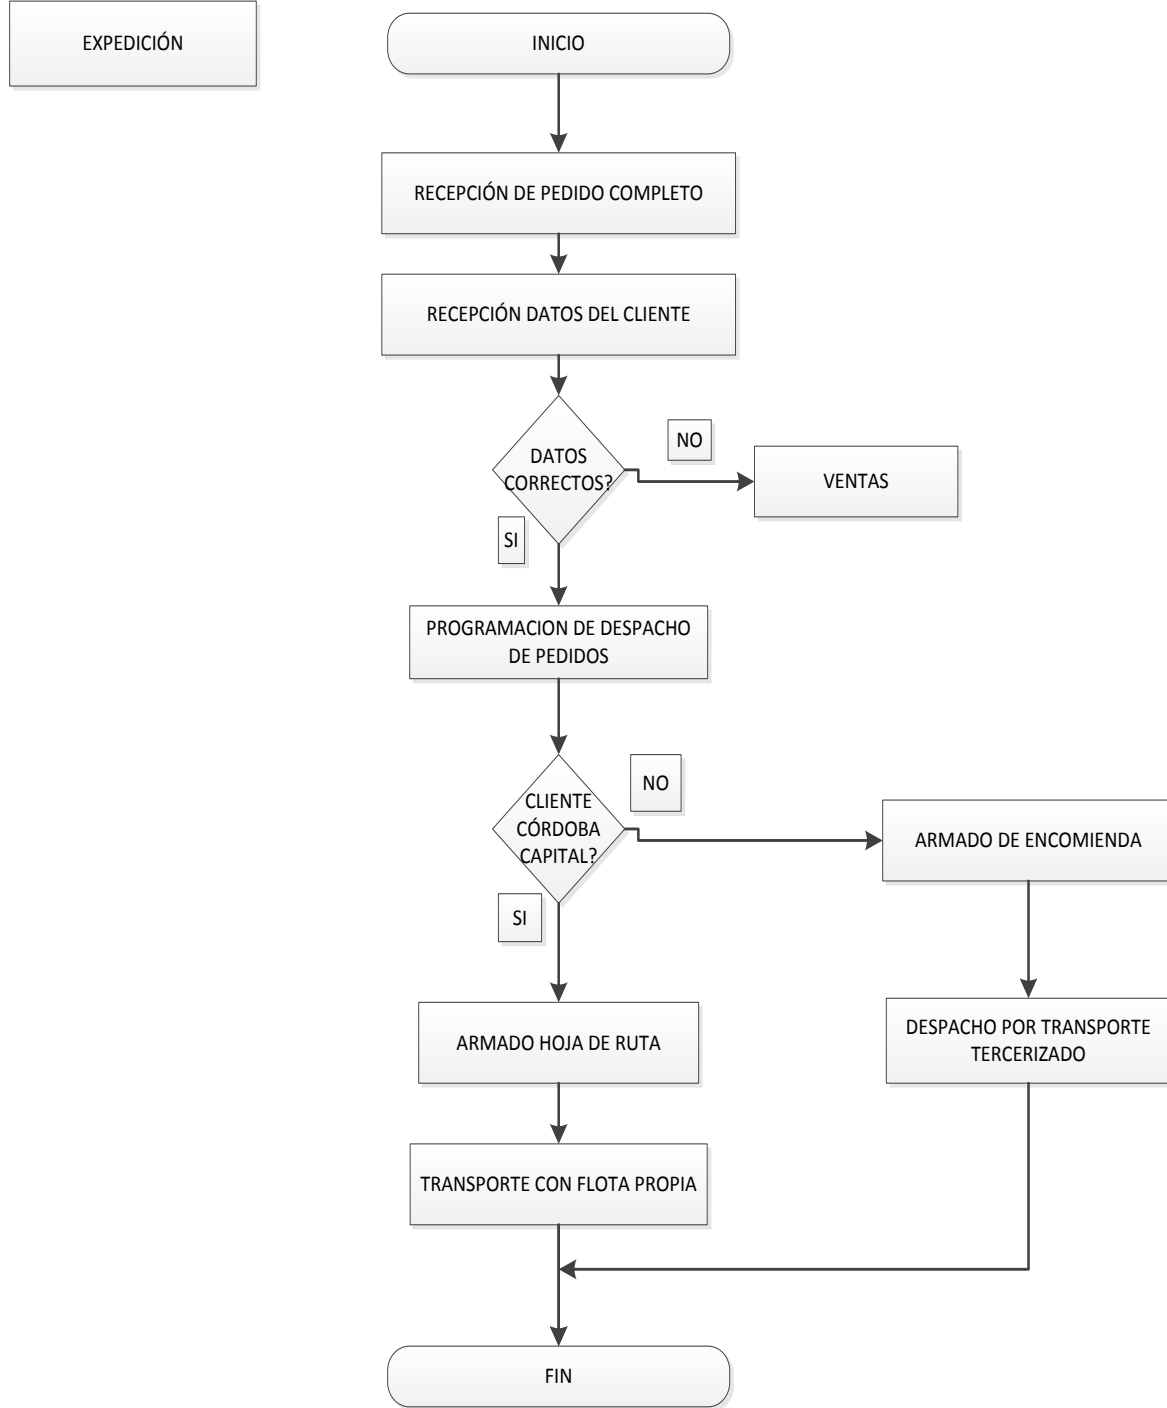 EXPEDICIÓN
INICIO
RECEPCIÓN DE PEDIDO COMPLETO
RECEPCIÓN DATOS DEL CLIENTE
DATOS
CORRECTOS?
NO
VENTAS
SI
PROGRAMACION DE DESPACHO
DE PEDIDOS
CLIENTE
CÓRDOBA
CAPITAL?
NO
ARMADO DE ENCOMIENDA
SI
ARMADO HOJA DE RUTA
DESPACHO POR TRANSPORTE
TERCERIZADO
TRANSPORTE CON FLOTA PROPIA
FIN